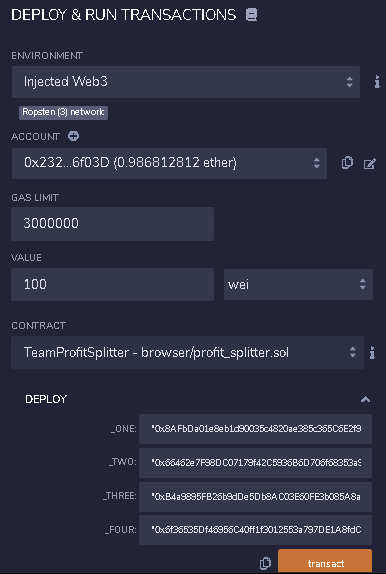 DEPLOY & RUN TRANSACTIONS
ENVIRONMENT
Injected Web3
Ropsten (3) network
ACCOUNT
0x232...6f03D (0.986812812 ether)
GAS LIMIT
3000000
VALUE
100 wei
CONTRACT
TeamProfitSplitter - browser/profit_splitter.sol
DEPLOY
_ONE: "0x8AFbDa01e8eb1d90035c4820ae385c365C6E2f9
_TWO: "0x66462e7F98DC07179f42C5936B6D706f68353a9
_THREE: "0xB4a9895FB26b9dDe5Db8AC03E60FE3b085A8a
_FOUR: "0x6f36535Df46956C40ff1f3012553a797DE1A8fdC
transact